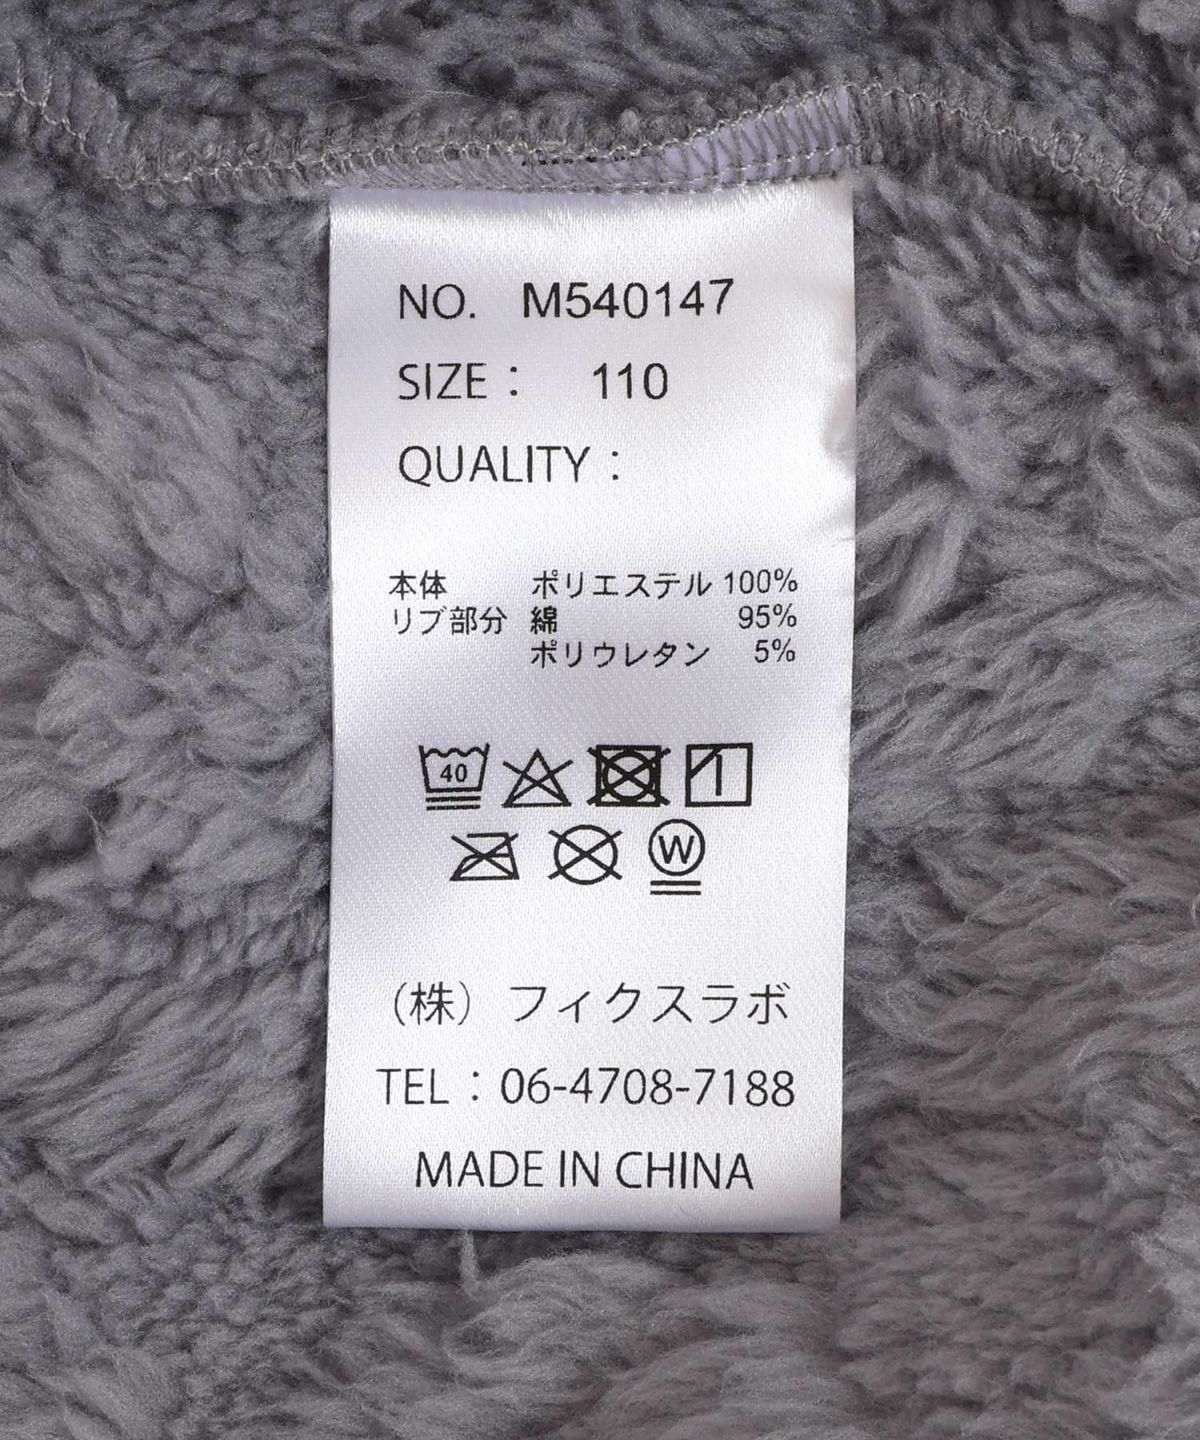 NO. M540147
SIZE： 110
QUALITY：
本体 ポリエステル 100%
リブ部分 綿 95%
ポリウレタン 5%
40
W
（株）フィクスラボ
TEL：06-4708-7188
MADE IN CHINA